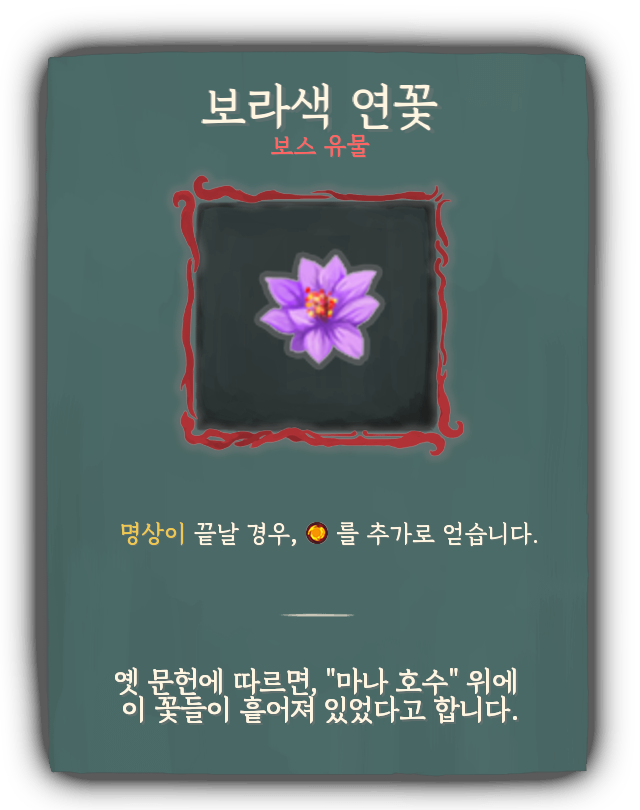 보라색 연꽃
보스 유물
명상이 끝날 경우, 를 추가로 얻습니다.
옛 문헌에 따르면, "마나 호수" 위에
이 꽃들이 흩어져 있었다고 합니다.